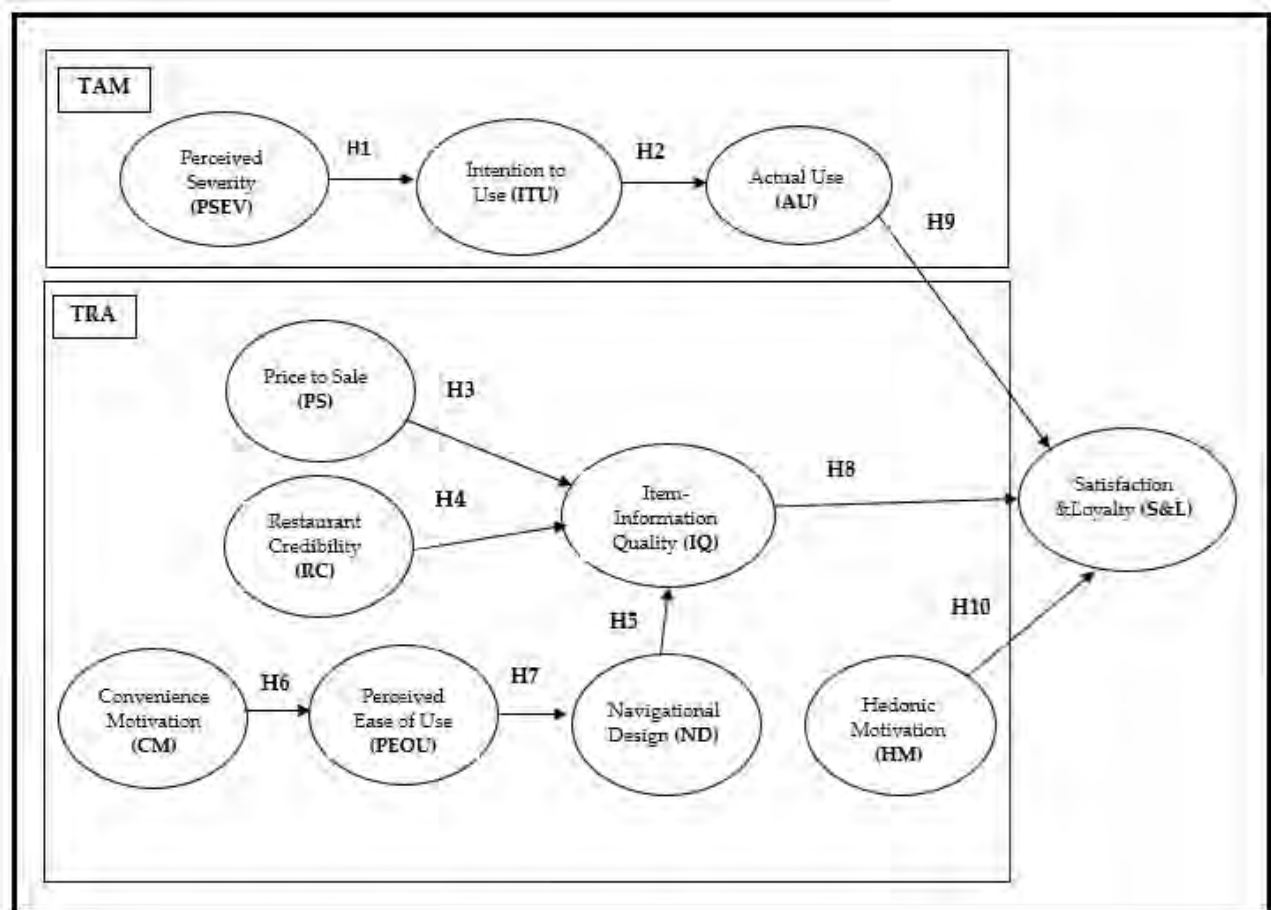 TAM
Perceived
Severity
(PSEV)
H1
Intention to
Use (ITU)
H2
Actual Use
(AU)
H9
TRA
Price to Sale
(PS)
H3
Restaurant
Credibility
(RC)
H4
Item-
Information
Quality (IQ)
H8
Satisfaction
&Loyalty (S&L)
H5
H10
Convenience
Motivation
(CM)
H6
Perceived
Ease of Use
(PEOU)
H7
Navigational
Design (ND)
Hedonic
Motivation
(HM)